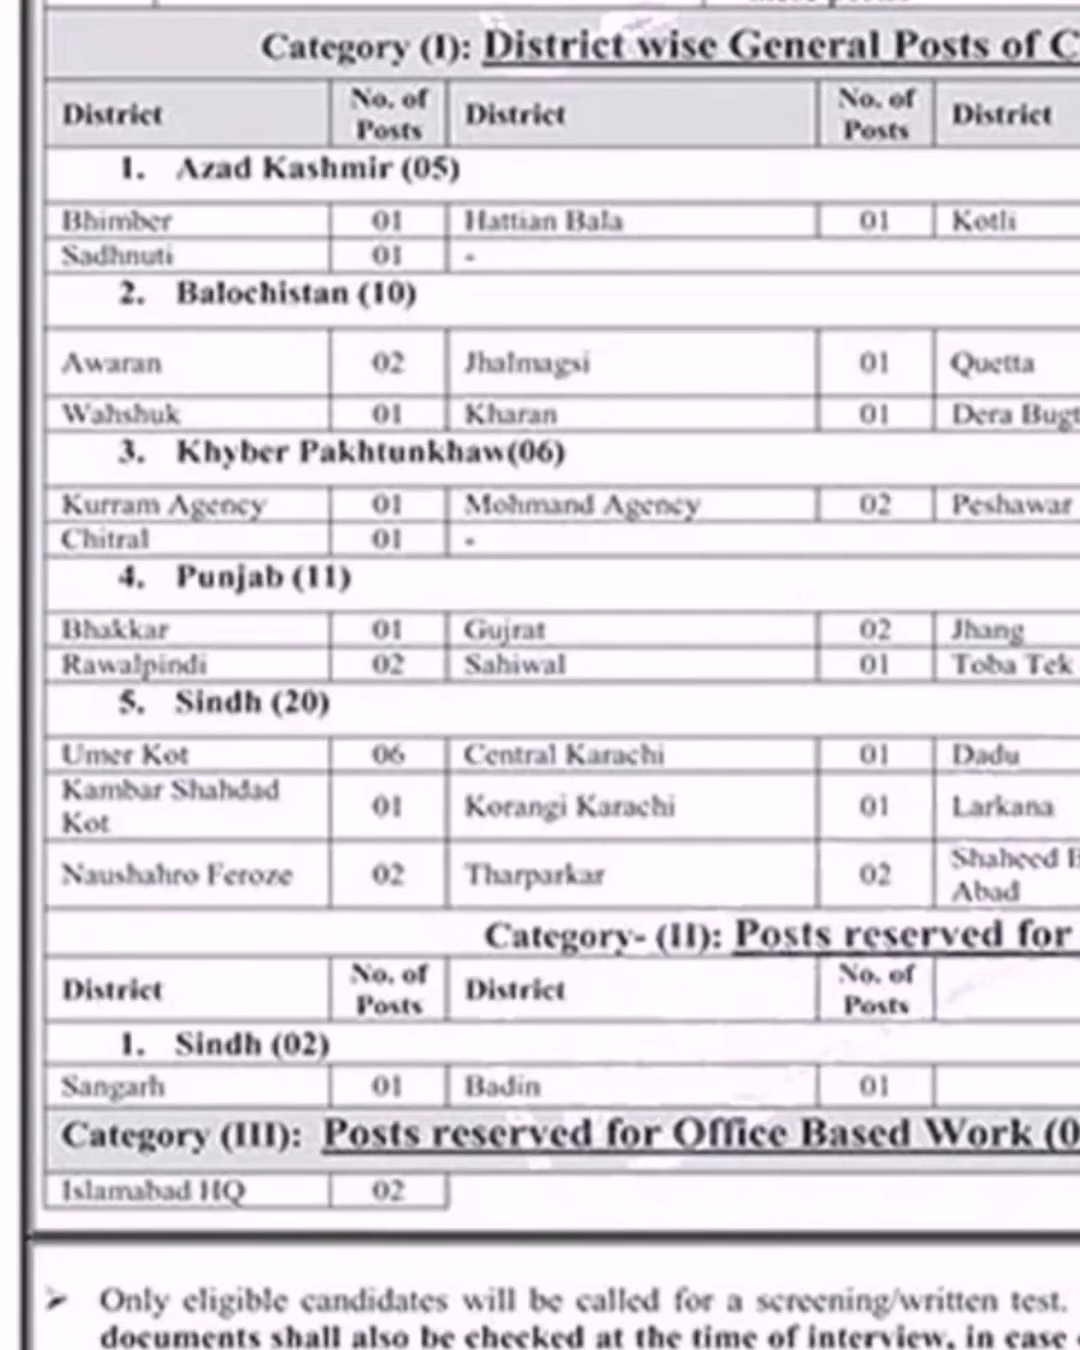 Category (I): District wise General Posts of C
District No. of Posts District No. of Posts District
1. Azad Kashmir (05)
Bhimber 01 Hattian Bala 01 Kotli
Sadhnuti 01 -
2. Balochistan (10)
Awaran 02 Jhalmagsi 01 Quetta
Wahshuk 01 Kharan 01 Dera Bugt
3. Khyber Pakhtunkhaw(06)
Kurram Agency 01 Mohmand Agency 02 Peshawar
Chitral 01 -
4. Punjab (11)
Bhakkar 01 Gujrat 02 Jhang
Rawalpindi 02 Sahiwal 01 Toba Tek
5. Sindh (20)
Umer Kot 06 Central Karachi 01 Dadu
Kambar Shahdad Kot 01 Korangi Karachi 01 Larkana
Naushahro Feroze 02 Tharparkar 02 Shaheed B Abad
Category- (II): Posts reserved for
District No. of Posts District No. of Posts
1. Sindh (02)
Sangarh 01 Badin 01
Category (III): Posts reserved for Office Based Work (0
Islamabad HQ 02
➢ Only eligible candidates will be called for a screening/written test.
documents shall also be checked at the time of interview, in case